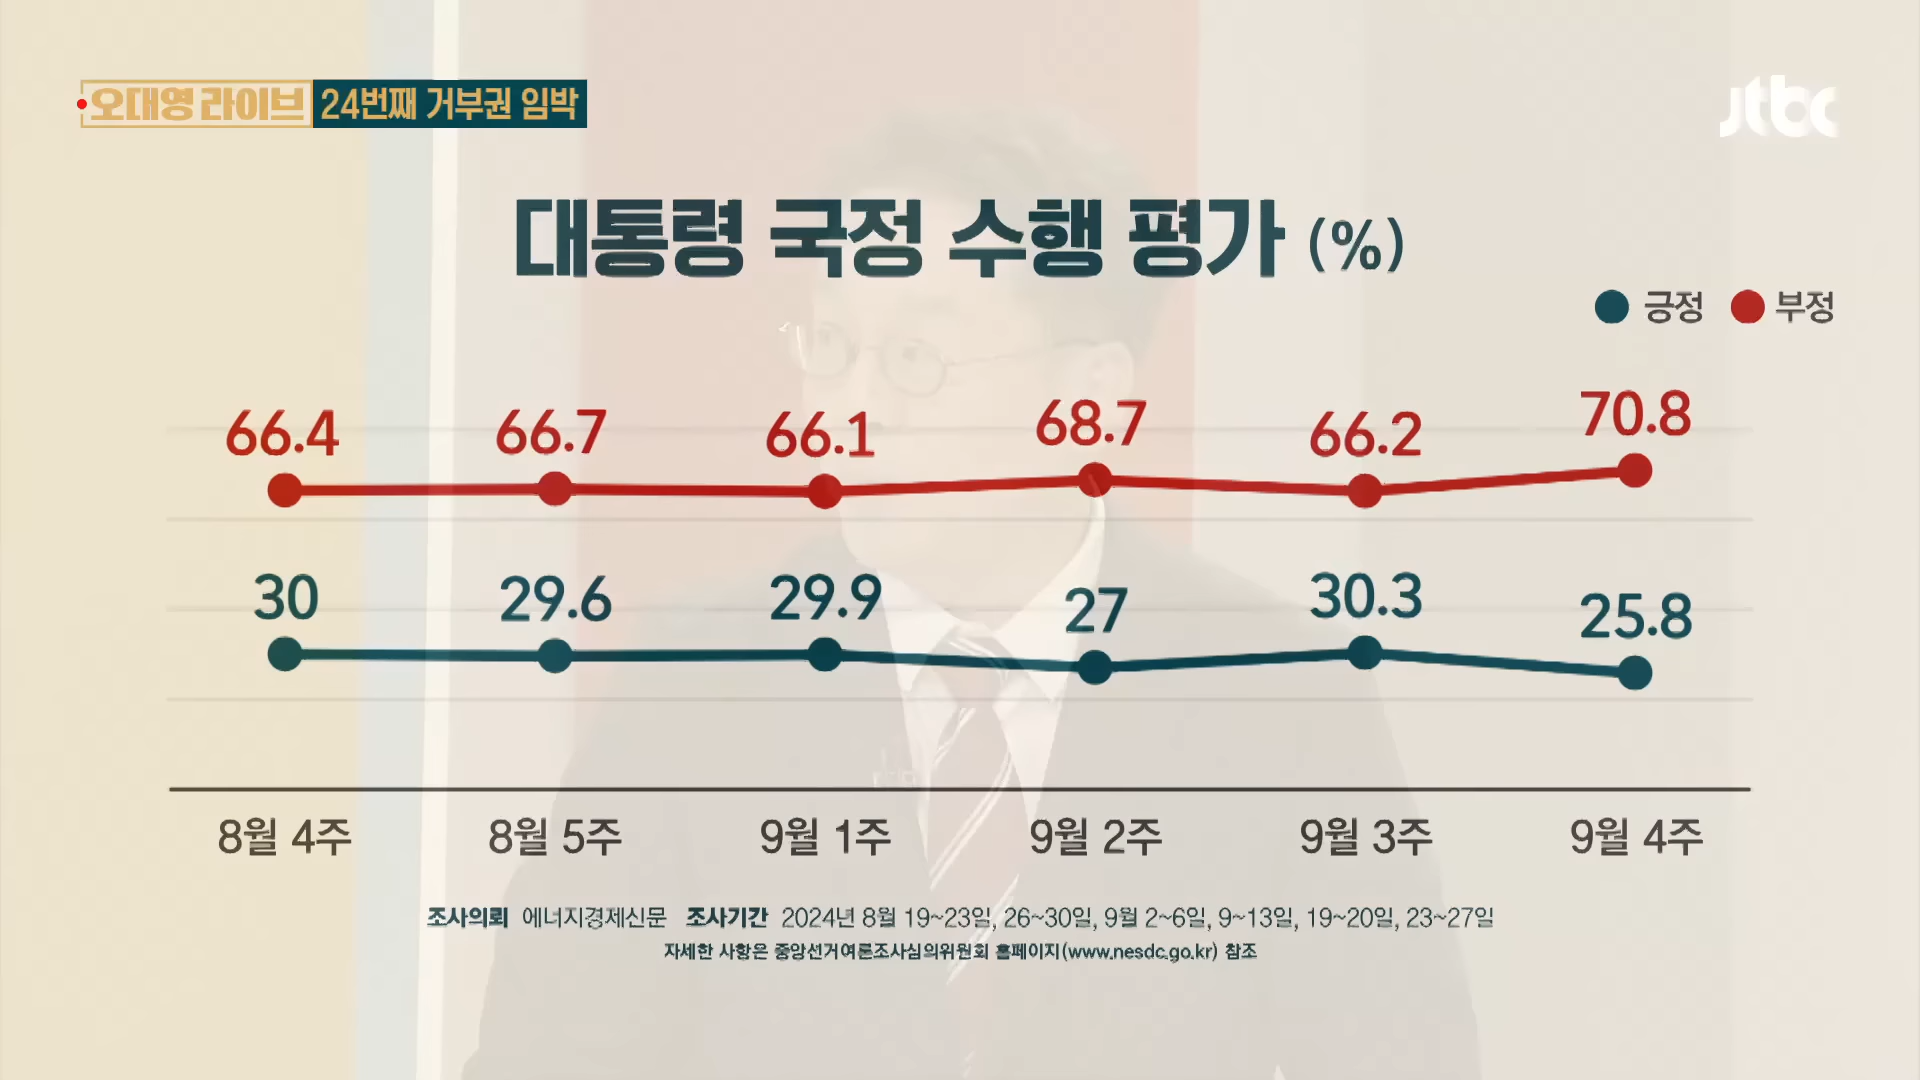 오대영 라이브 24번째 거부권 임박
jtbc
대통령 국정 수행 평가 (%)
긍정 부정
66.4 66.7 66.1 68.7 66.2 70.8
30 29.6 29.9 27 30.3 25.8
8월 4주 8월 5주 9월 1주 9월 2주 9월 3주 9월 4주
조사의뢰 에너지경제신문 조사기간 2024년 8월 19~23일, 26~30일, 9월 2~6일, 9~13일, 19~20일, 23~27일
자세한 사항은 중앙선거여론조사심의위원회 홈페이지(www.nesdc.go.kr) 참조